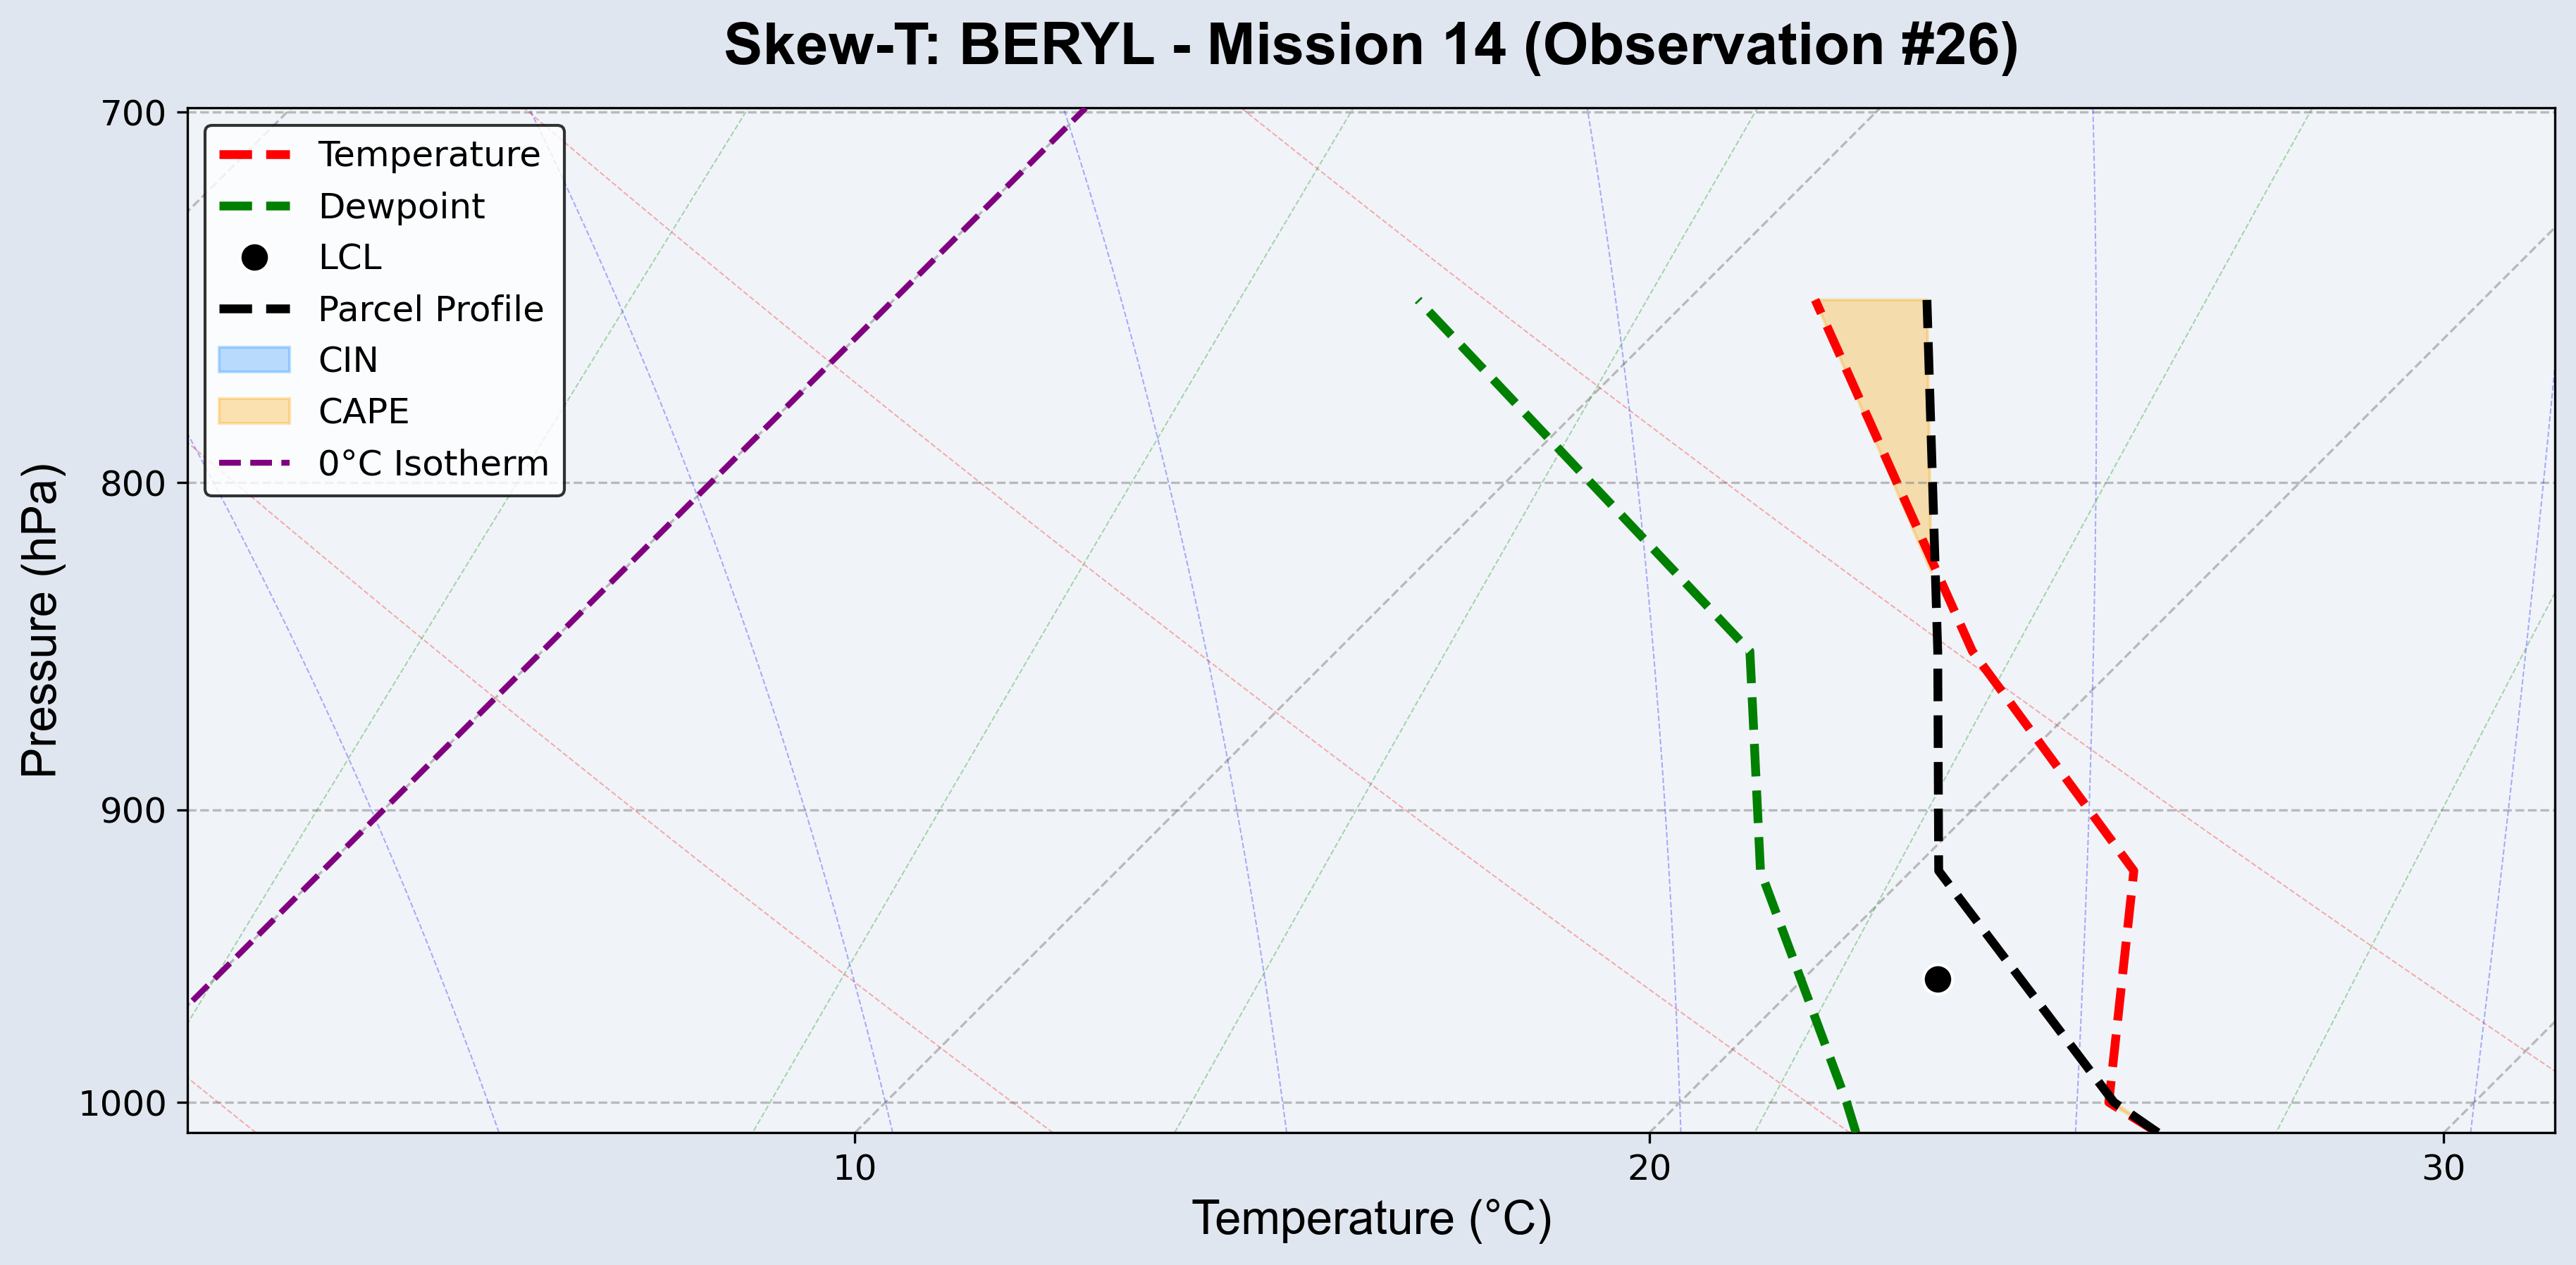 Skew-T: BERYL - Mission 14 (Observation #26)
Pressure (hPa)
700
800
900
1000
Temperature
Dewpoint
LCL
Parcel Profile
CIN
CAPE
0°C Isotherm
10
20
30
Temperature (°C)